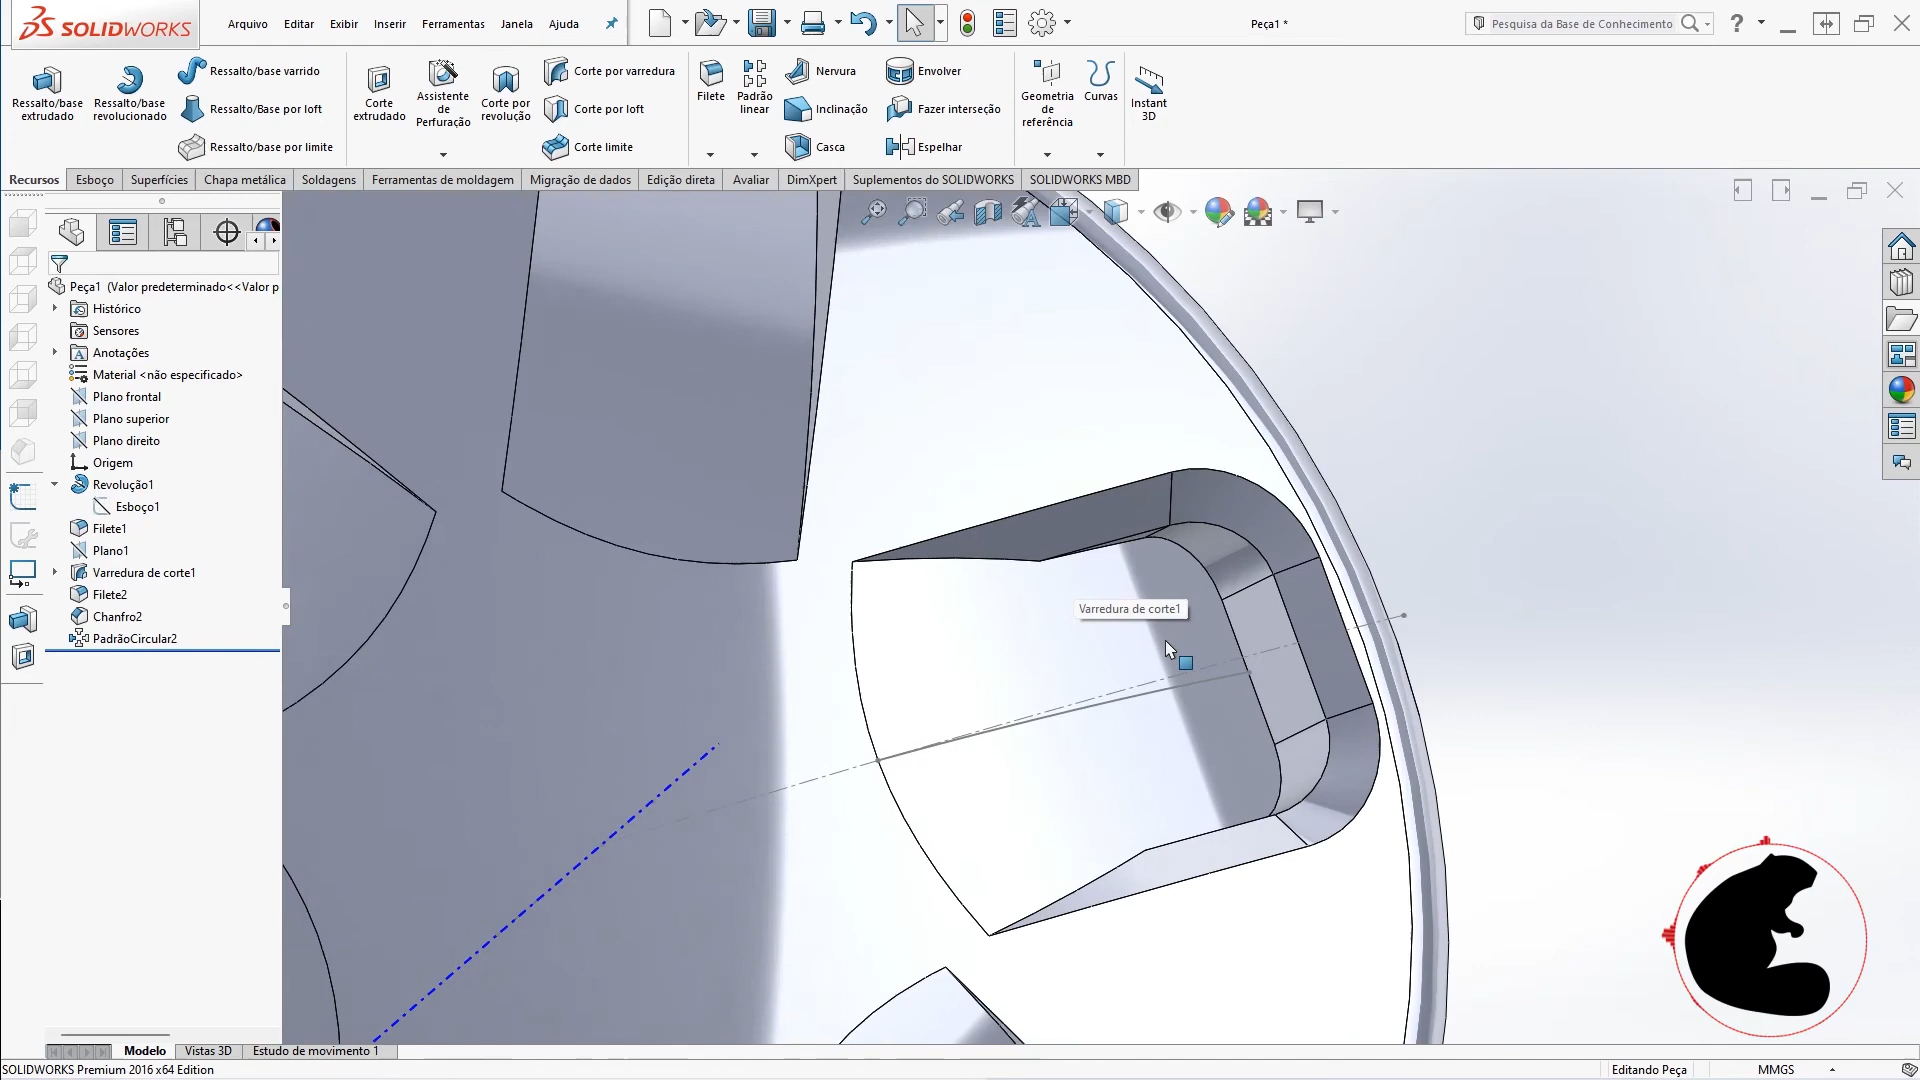 SOLIDWORKS
Arquivo Editar Exibir Inserir Ferramentas Janela Ajuda
Peça1 *
Pesquisa da Base de Conhecimento
?
Ressalto/base extrudado
Ressalto/base revolucionado
Ressalto/base varrido
Ressalto/Base por loft
Ressalto/base por limite
Corte extrudado
Assistente de Perfuração
Corte por revolução
Corte por varredura
Corte por loft
Corte limite
Filete
Padrão linear
Nervura
Inclinação
Casca
Envolver
Fazer interseção
Espelhar
Geometria de referência
Curvas
Instant 3D
Recursos Esboço Superfícies Chapa metálica Soldagens Ferramentas de moldagem Migração de dados Edição direta Avaliar DimXpert Suplementos do SOLIDWORKS SOLIDWORKS MBD
Peça1 (Valor predeterminado<<Valor p
Histórico
Sensores
Anotações
Material <não especificado>
Plano frontal
Plano superior
Plano direito
Origem
Revolução1
Esboço1
Filete1
Plano1
Varredura de corte1
Filete2
Chanfro2
PadrãoCircular2
Varredura de corte1
Modelo Vistas 3D Estudo de movimento 1
SOLIDWORKS Premium 2016 x64 Edition
Editando Peça
MMGS